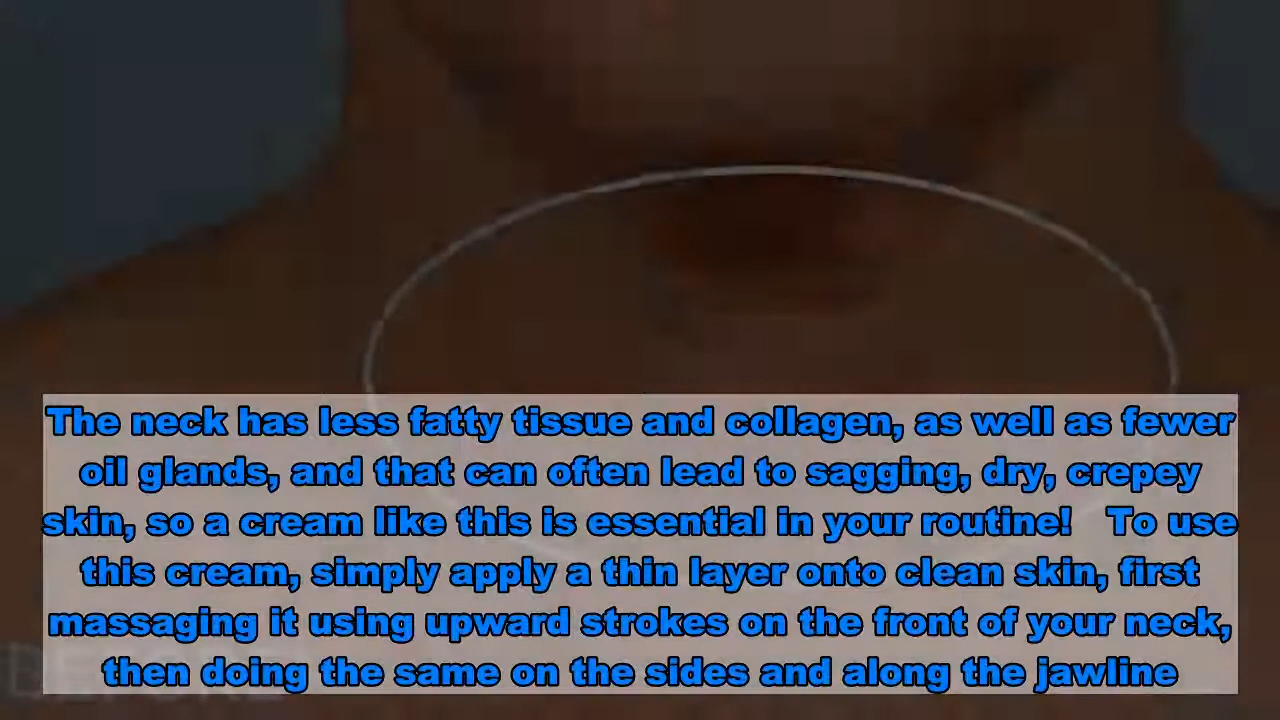 The neck has less fatty tissue and collagen, as well as fewer
oil glands, and that can often lead to sagging, dry, crepey
skin, so a cream like this is essential in your routine!   To use
this cream, simply apply a thin layer onto clean skin, first
massaging it using upward strokes on the front of your neck,
then doing the same on the sides and along the jawline
BEFORE